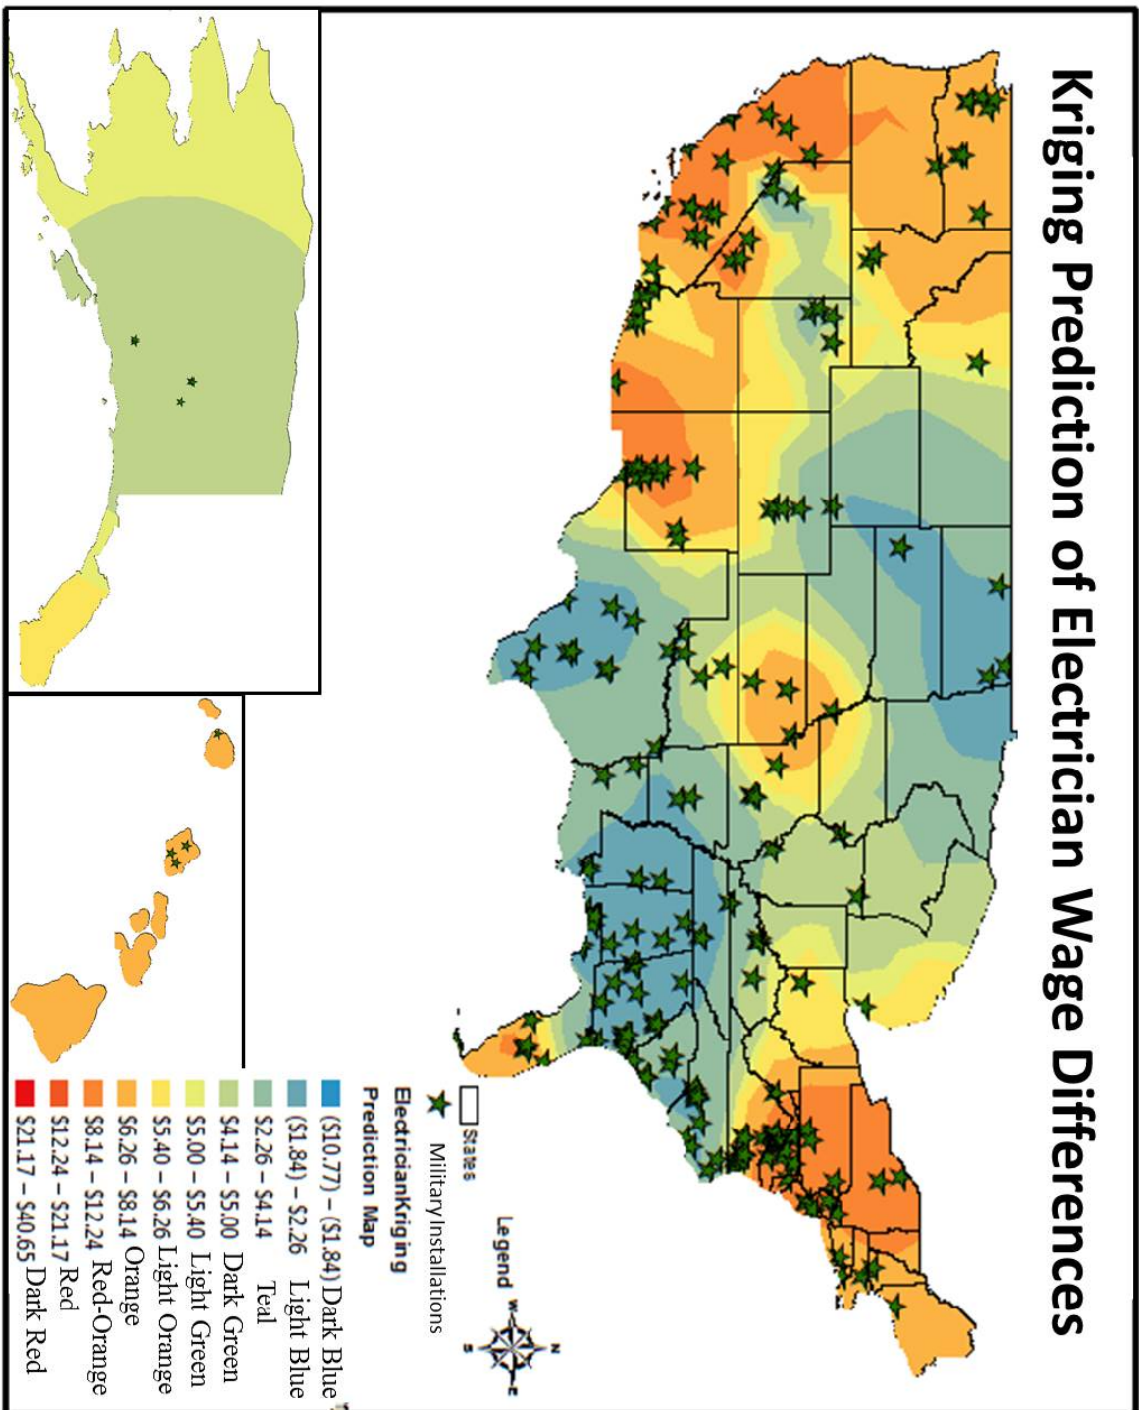 Kriging Prediction of Electrician Wage Differences
Legend
N
W
E
S
States
Military Installations
ElectricianKriging
Prediction Map
($10.77) – ($1.84) Dark Blue
($1.84) – $2.26 Light Blue
$2.26 – $4.14 Teal
$4.14 – $5.00 Dark Green
$5.00 – $5.40 Light Green
$5.40 – $6.26 Light Orange
$6.26 – $8.14 Orange
$8.14 – $12.24 Red-Orange
$12.24 – $21.17 Red
$21.17 – $40.65 Dark Red